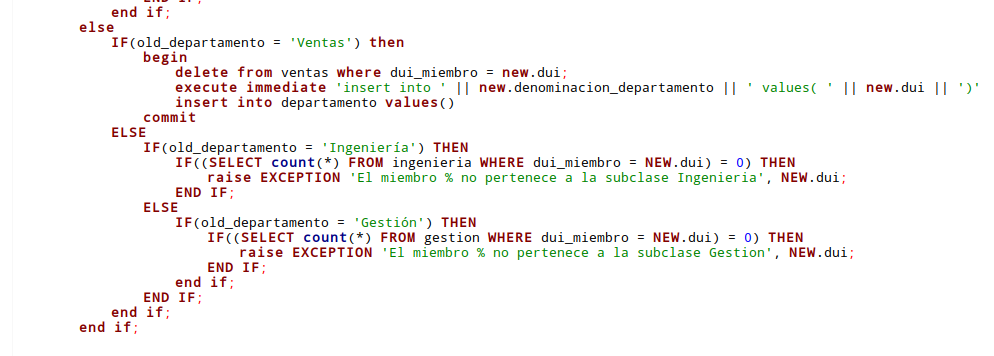 end if;
else
IF(old_departamento = 'Ventas') then
begin
delete from ventas where dui_miembro = new.dui;
execute immediate 'insert into ' || new.denominacion_departamento || ' values( ' || new.dui || ')'
insert into departamento values()
commit
ELSE
IF(old_departamento = 'Ingeniería') THEN
IF((SELECT count(*) FROM ingenieria WHERE dui_miembro = NEW.dui) = 0) THEN
raise EXCEPTION 'El miembro % no pertenece a la subclase Ingenieria', NEW.dui;
END IF;
ELSE
IF(old_departamento = 'Gestión') THEN
IF((SELECT count(*) FROM gestion WHERE dui_miembro = NEW.dui) = 0) THEN
raise EXCEPTION 'El miembro % no pertenece a la subclase Gestion', NEW.dui;
END IF;
end if;
END IF;
end if;
end if;